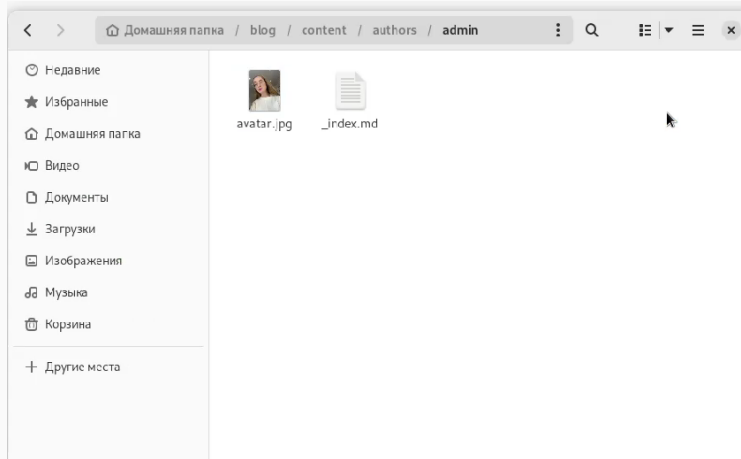 Домашняя папка / blog / content / authors / admin
Недавние
Избранные
Домашняя папка
Видео
Документы
Загрузки
Изображения
Музыка
Корзина
Другие места
avatar.jpg
_index.md